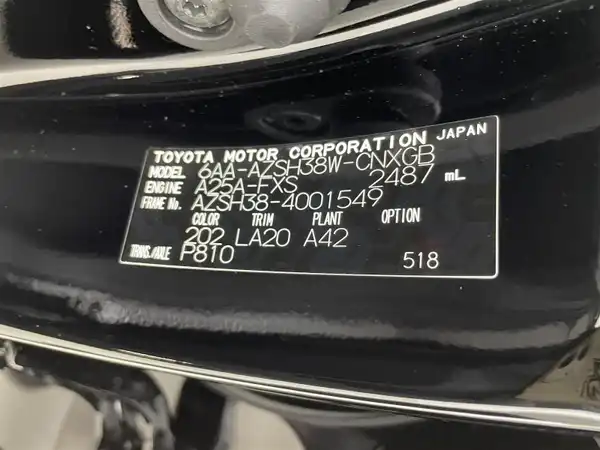 TOYOTA MOTOR CORPORATION JAPAN
MODEL 6AA-AZSH38W-CNXGB
ENGINE A25A-FXS 2487 mL
FRAME No. AZSH38-4001549
COLOR TRIM PLANT OPTION
202 LA20 A42
TRANS./AXLE P810 518